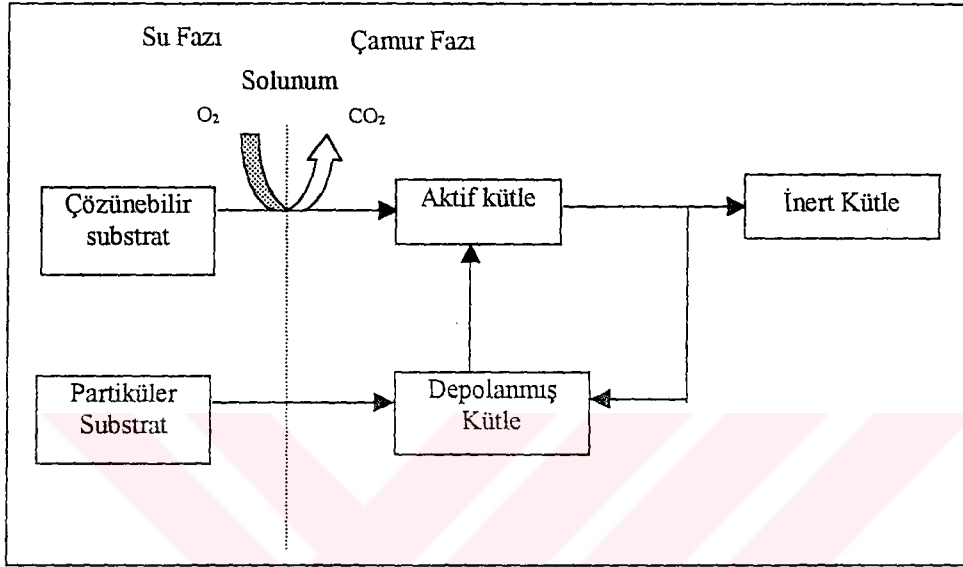 Su Fazı
Çamur Fazı
Solunum
O₂
CO₂
Çözünebilir
substrat
Aktif kütle
İnert Kütle
Partiküler
Substrat
Depolanmış
Kütle